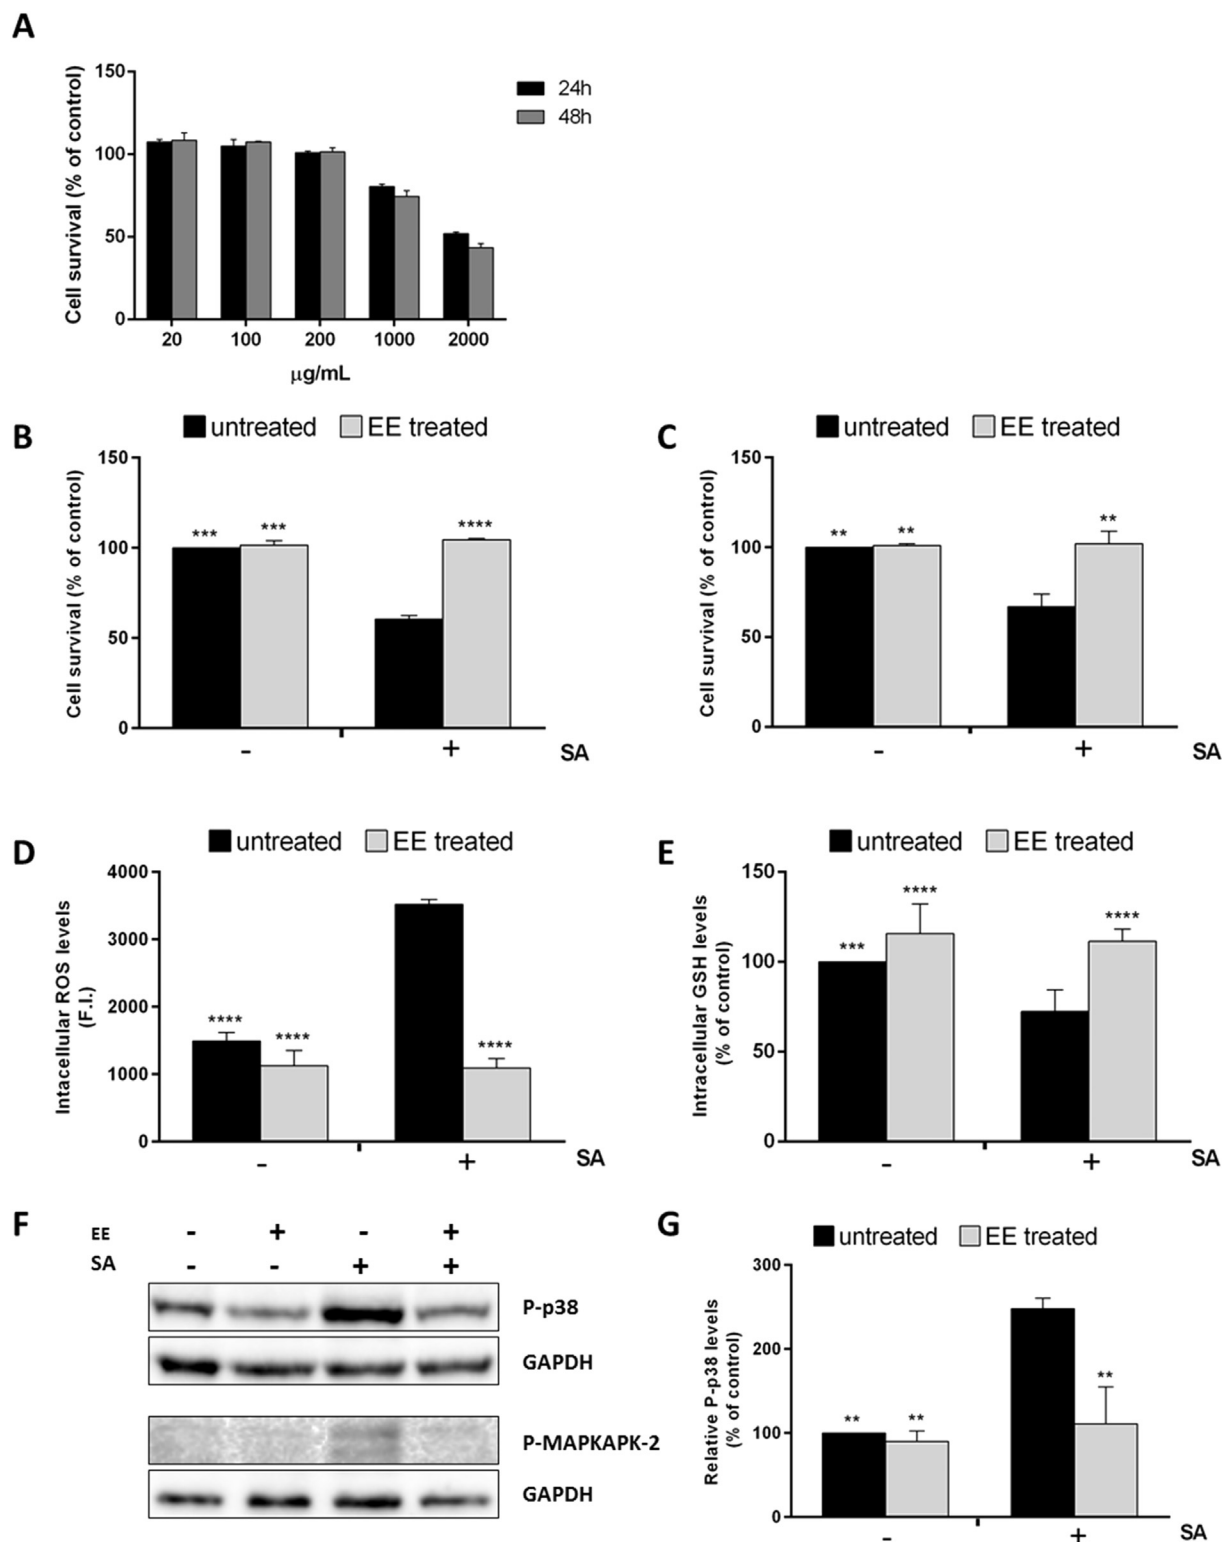 A
Cell survival (% of control)
150
100
50
0
20 100 200 1000 2000
µg/mL
24h
48h
B
untreated EE treated
Cell survival (% of control)
150
100
50
0
*** *** ****
- + SA
C
untreated EE treated
Cell survival (% of control)
150
100
50
0
** ** **
- + SA
D
untreated EE treated
Intacellular ROS levels
(F.I.)
4000
3000
2000
1000
0
**** **** ****
- + SA
E
untreated EE treated
Intracellular GSH levels
(% of control)
150
100
50
0
*** **** ****
- + SA
F
EE - + - +
SA - - + +
P-p38
GAPDH
P-MAPKAPK-2
GAPDH
G
untreated EE treated
Relative P-p38 levels
(% of control)
300
200
100
0
** ** **
- + SA